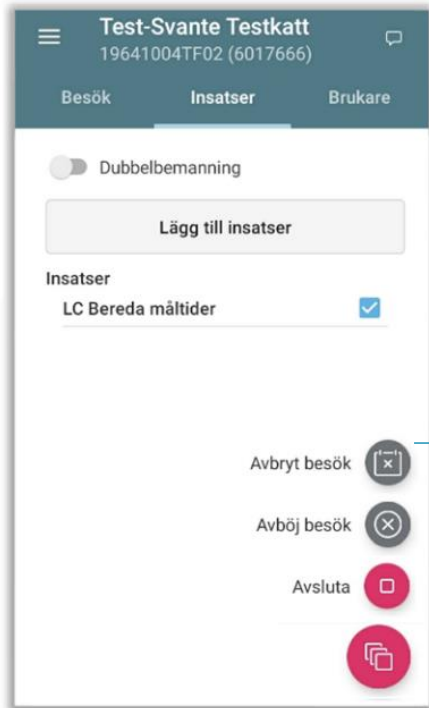 Test-Svante Testkatt
19641004TF02 (6017666)
Besök Insatser Brukare
Dubbelbemanning
Lägg till insatser
Insatser
LC Bereda måltider
Avbryt besök
Avböj besök
Avsluta